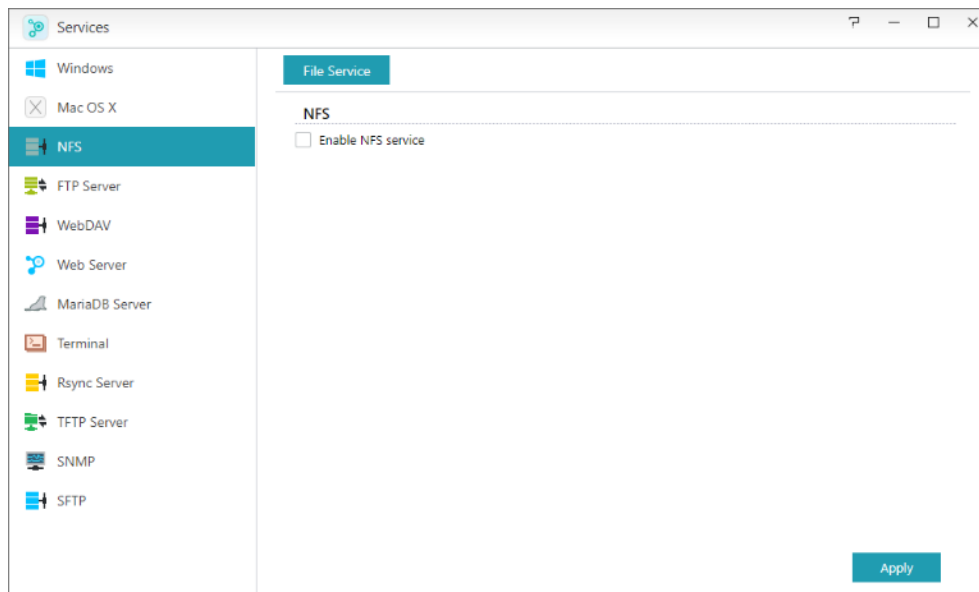 Services
Windows
Mac OS X
NFS
FTP Server
WebDAV
Web Server
MariaDB Server
Terminal
Rsync Server
TFTP Server
SNMP
SFTP
File Service
NFS
Enable NFS service
Apply